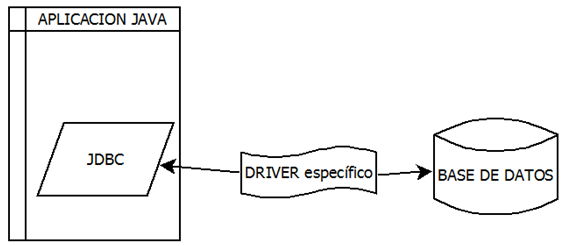 APLICACION JAVA
JDBC
DRIVER específico
BASE DE DATOS